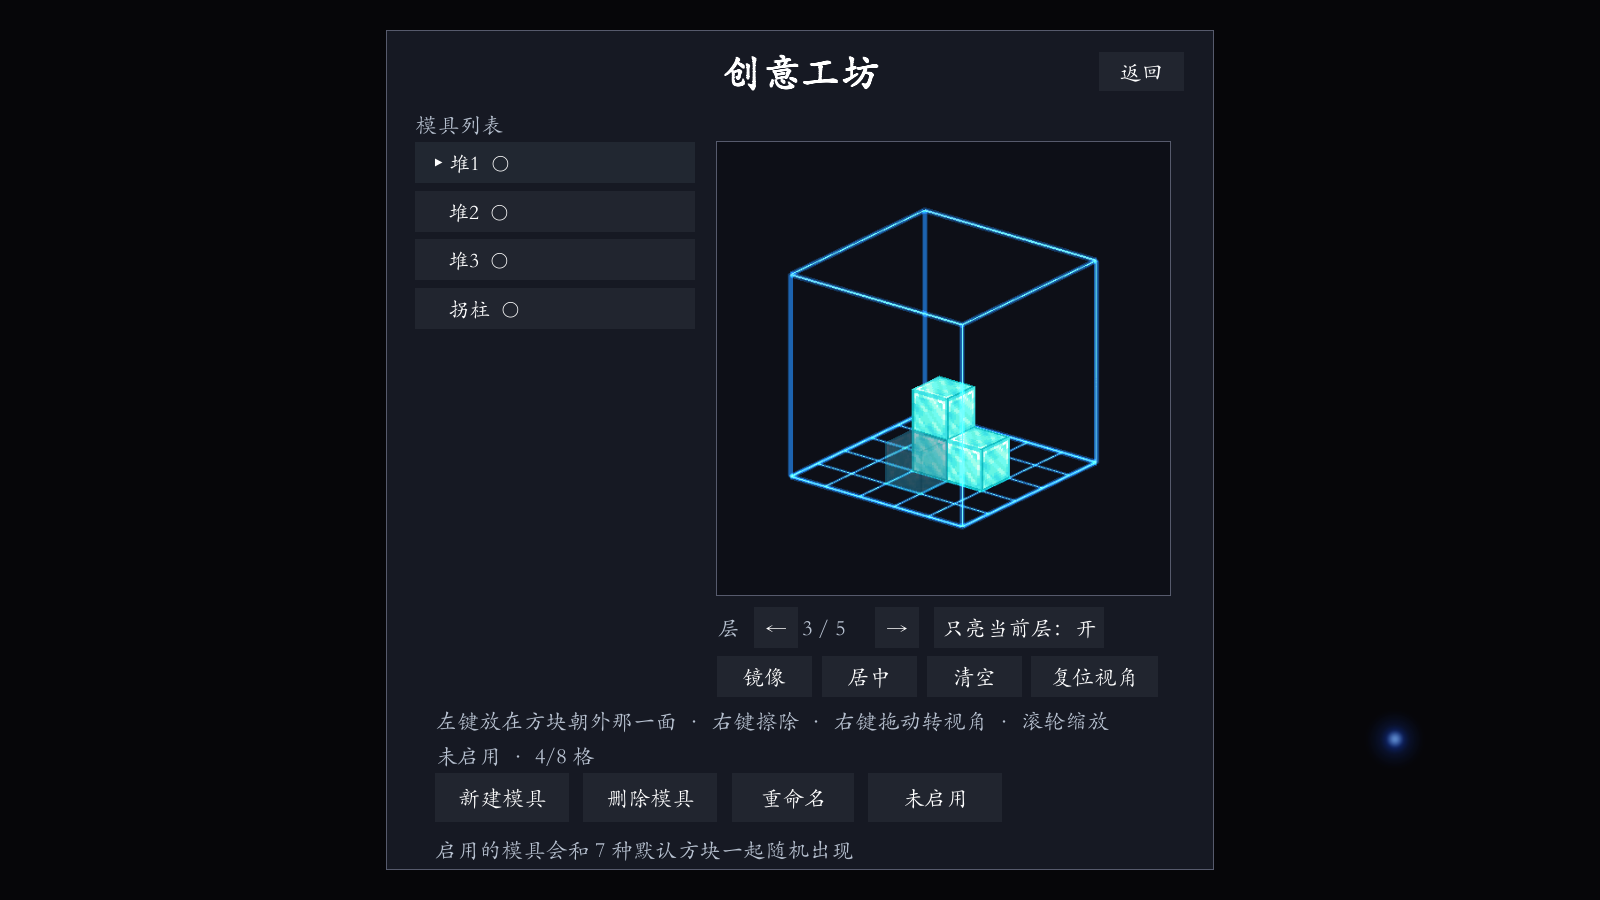 创意工坊
返回
模具列表
▸ 堆1 ○
堆2 ○
堆3 ○
拐柱 ○
层 ← 3 / 5 → 只亮当前层：开
镜像 居中 清空 复位视角
左键放在方块朝外那一面 · 右键擦除 · 右键拖动转视角 · 滚轮缩放
未启用 · 4/8 格
新建模具 删除模具 重命名 未启用
启用的模具会和 7 种默认方块一起随机出现